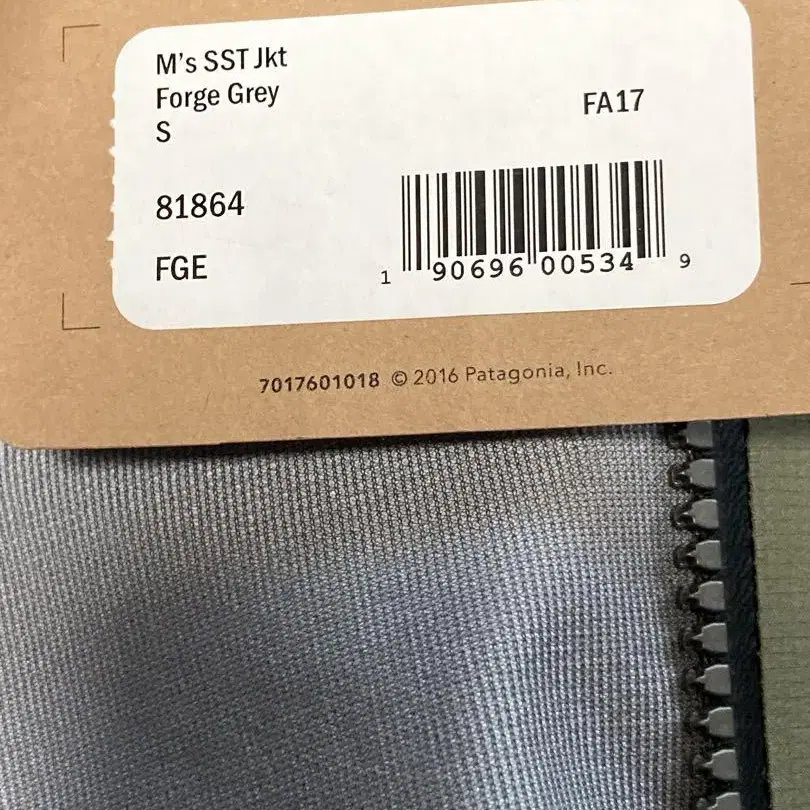 M's SST Jkt
Forge Grey
S
FA17
81864
FGE
1 90696 00534 9
7017601018 © 2016 Patagonia, Inc.